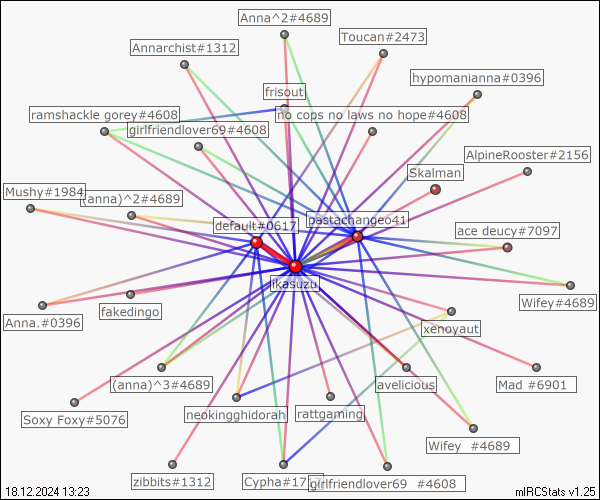 Anna^2#4689
Toucan#2473
Annarchist#1312
hypomanianna#0396
frisout
ramshackle gorey#4608
no cops no laws no hope#4608
girlfriendlover69#4608
AlpineRooster#2156
Skalman
Mushy#1984
(anna)^2#4689
pastachangeo41
default#0617
ace deucy#7097
ikasuzu
Wifey#4689
fakedingo
Anna.#0396
xenoyaut
(anna)^3#4689
avelicious
Mad #6901
neokingghidorah
rattgaming
Soxy Foxy#5076
Wifey #4689
zibbits#1312
Cypha#17
girlfriendlover69 #4608
18.12.2024 13:23
mIRCStats v1.25